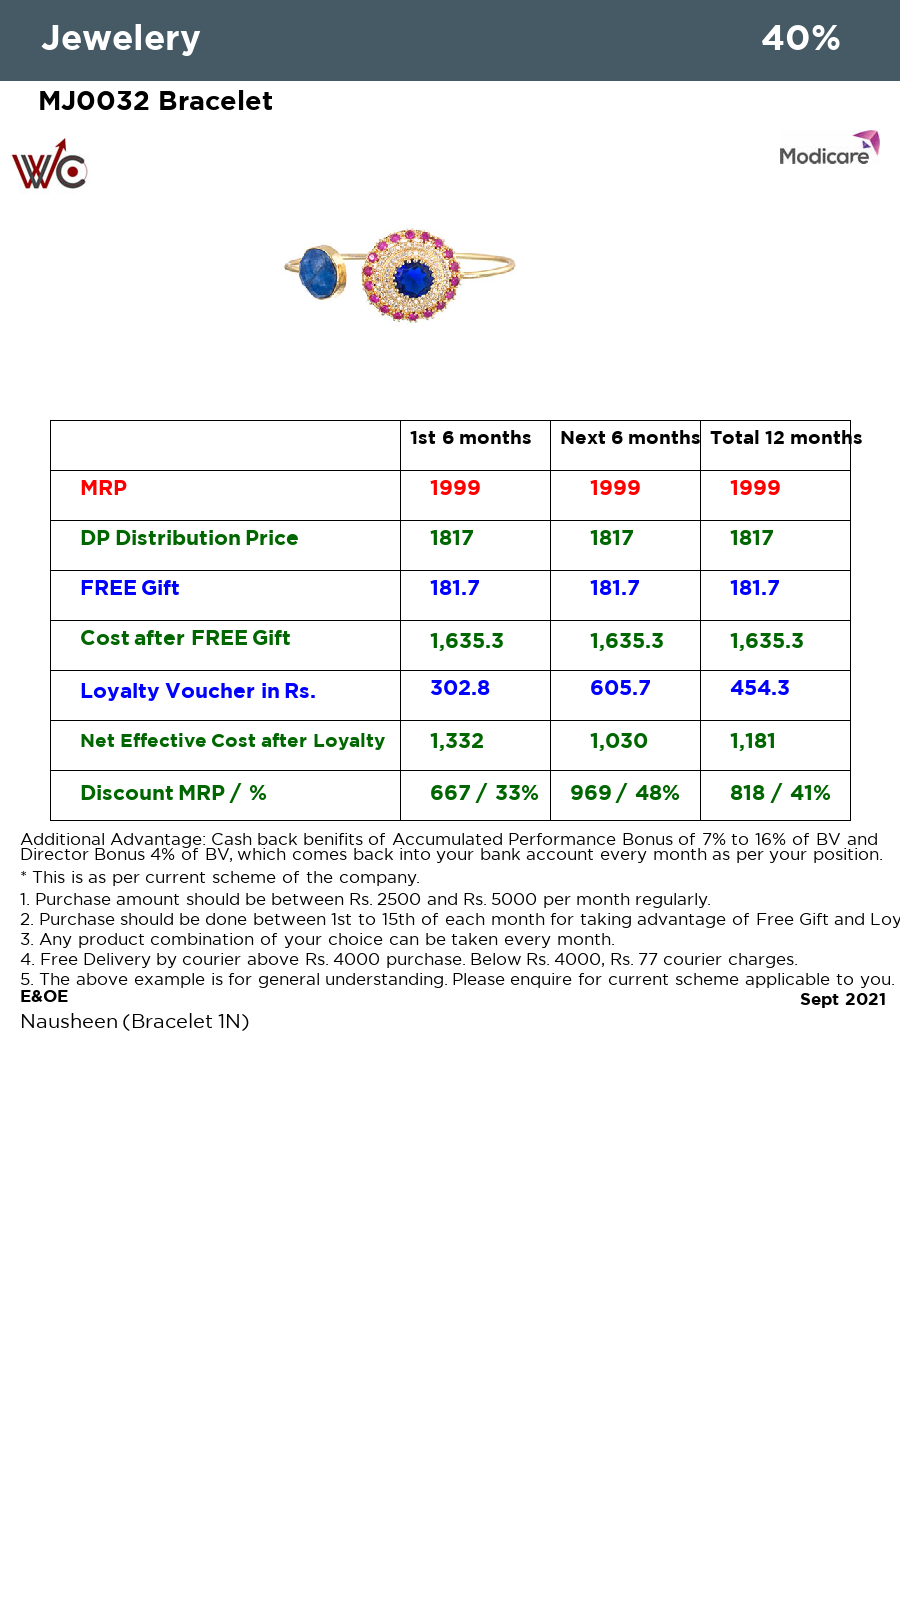 Jewelery 40%
MJ0032 Bracelet
WC
Modicare
1st 6 months Next 6 months Total 12 months
MRP 1999 1999 1999
DP Distribution Price 1817 1817 1817
FREE Gift 181.7 181.7 181.7
Cost after FREE Gift 1,635.3 1,635.3 1,635.3
Loyalty Voucher in Rs. 302.8 605.7 454.3
Net Effective Cost after Loyalty 1,332 1,030 1,181
Discount MRP / % 667 / 33% 969 / 48% 818 / 41%
Additional Advantage: Cash back benifits of Accumulated Performance Bonus of 7% to 16% of BV and
Director Bonus 4% of BV, which comes back into your bank account every month as per your position.
* This is as per current scheme of the company.
1. Purchase amount should be between Rs. 2500 and Rs. 5000 per month regularly.
2. Purchase should be done between 1st to 15th of each month for taking advantage of Free Gift and Loy
3. Any product combination of your choice can be taken every month.
4. Free Delivery by courier above Rs. 4000 purchase. Below Rs. 4000, Rs. 77 courier charges.
5. The above example is for general understanding. Please enquire for current scheme applicable to you.
E&OE
Sept 2021
Nausheen (Bracelet 1N)